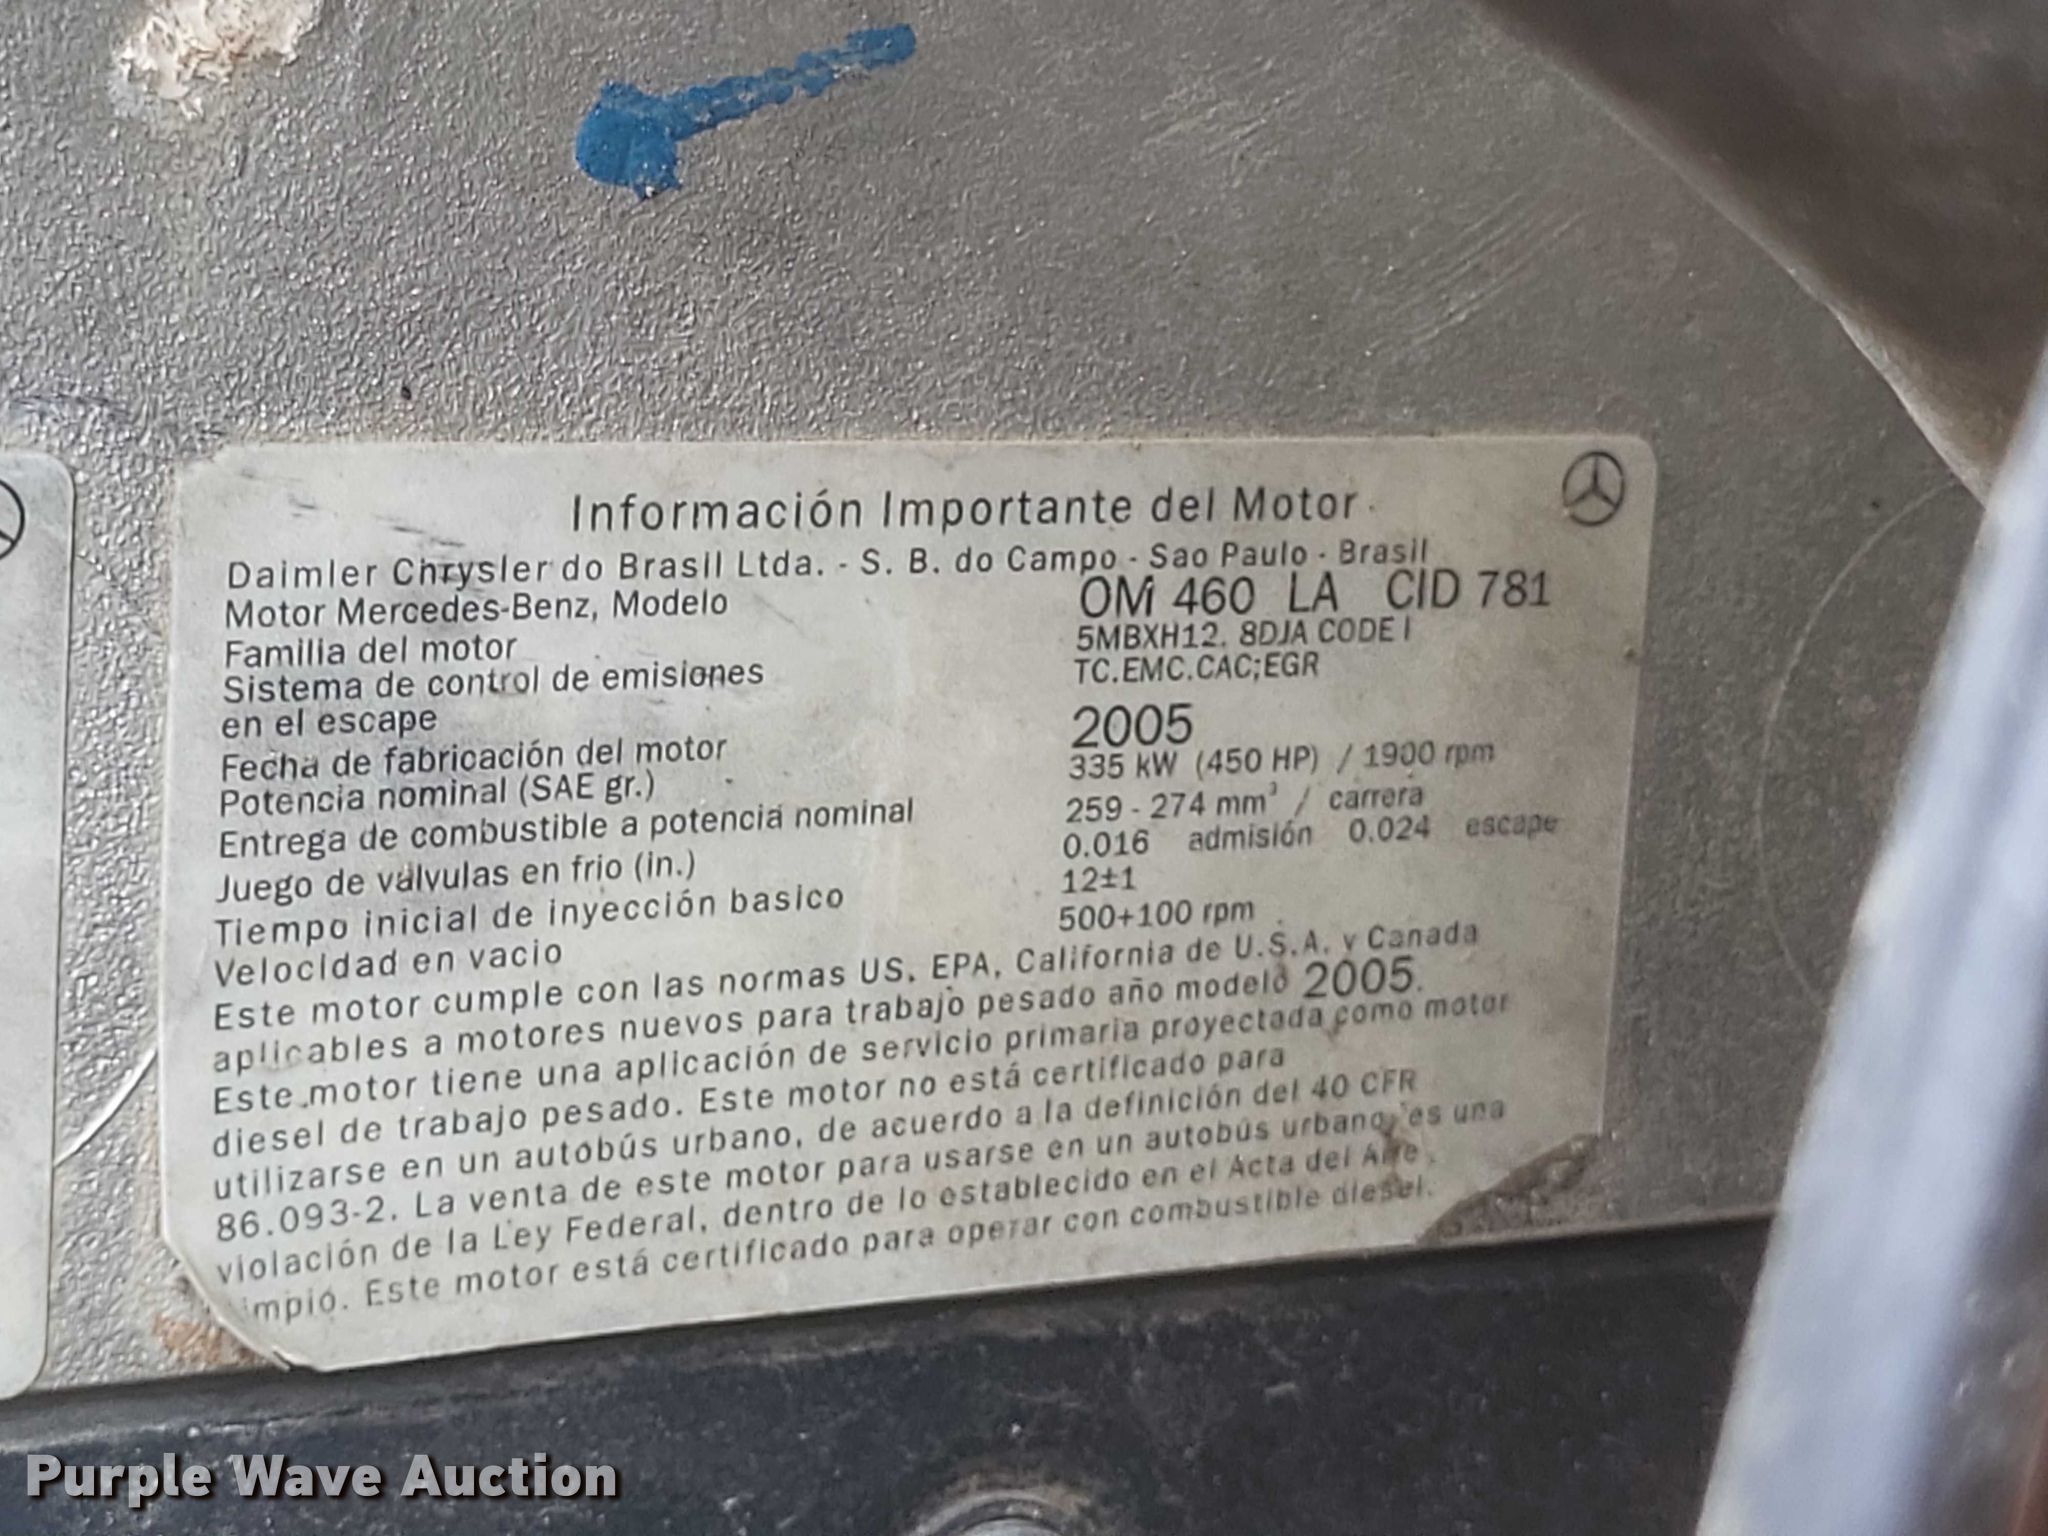 Información Importante del Motor
Daimler Chrysler do Brasil Ltda. - S. B. do Campo - Sao Paulo - Brasil
Motor Mercedes-Benz, Modelo OM 460 LA CID 781
Familia del motor 5MBXH12. 8DJA CODE I
Sistema de control de emisiones TC.EMC.CAC;EGR
en el escape
Fecha de fabricación del motor 2005
Potencia nominal (SAE gr.) 335 kW (450 HP) / 1900 rpm
Entrega de combustible a potencia nominal 259 - 274 mm³ / carrera
Juego de válvulas en frio (in.) 0.016 admisión 0.024 escape
Tiempo inicial de inyección basico 12±1
Velocidad en vacio 500+100 rpm
Este motor cumple con las normas US. EPA, California de U.S.A. y Canada
aplicables a motores nuevos para trabajo pesado año modelo 2005.
Este motor tiene una aplicación de servicio primaria proyectada como motor
diesel de trabajo pesado. Este motor no está certificado para
utilizarse en un autobús urbano, de acuerdo a la definición del 40 CFR
86.093-2. La venta de este motor para usarse en un autobús urbano, es una
violación de la Ley Federal, dentro de lo establecido en el Acta del Aire
impio. Este motor está certificado para operar con combustible diesel.
Purple Wave Auction